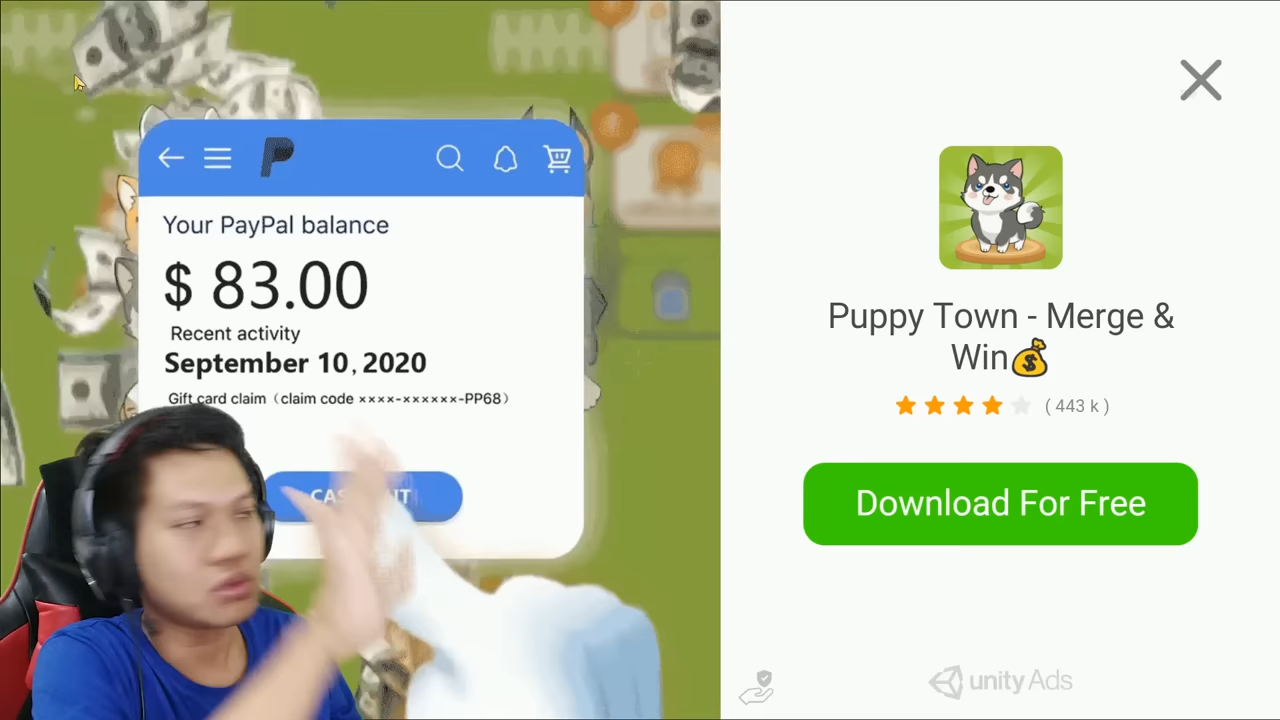 Your PayPal balance
$ 83.00
Recent activity
September 10, 2020
Gift card claim（claim code ××××-××××××-PP68）
Puppy Town - Merge &
Win💰
( 443 k )
Download For Free
unity Ads